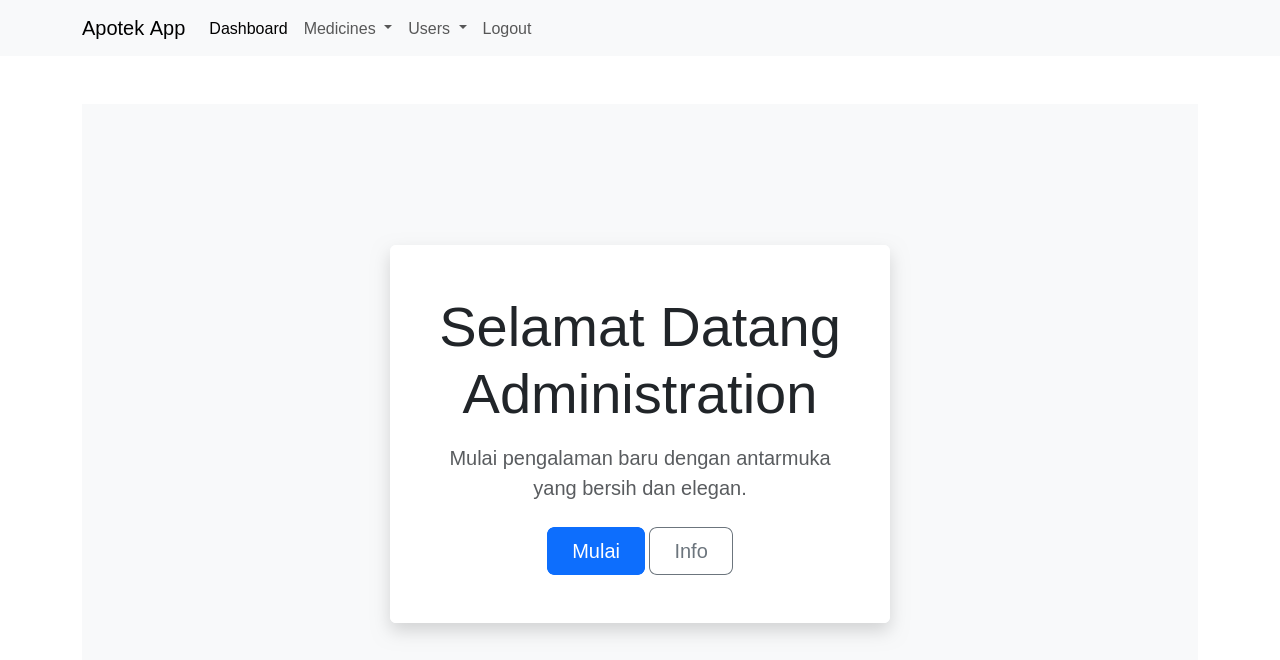 Apotek App Dashboard Medicines Users Logout
Selamat Datang
Administration
Mulai pengalaman baru dengan antarmuka
yang bersih dan elegan.
Mulai Info